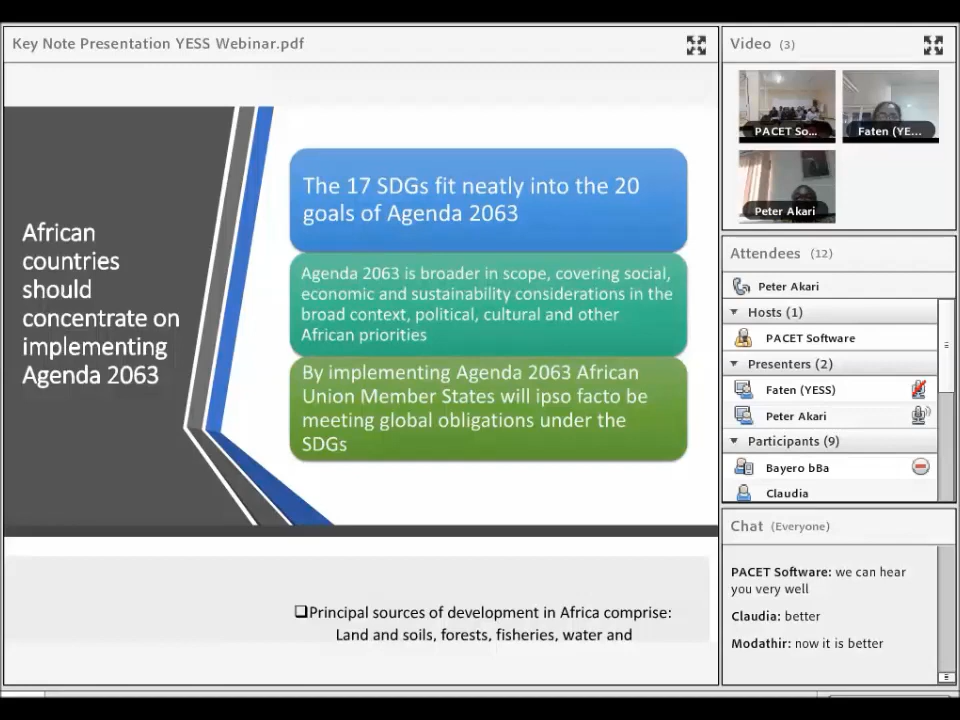 Key Note Presentation YESS Webinar.pdf
African
countries
should
concentrate on
implementing
Agenda 2063
The 17 SDGs fit neatly into the 20
goals of Agenda 2063
Agenda 2063 is broader in scope, covering social,
economic and sustainability considerations in the
broad context, political, cultural and other
African priorities
By implementing Agenda 2063 African
Union Member States will ipso facto be
meeting global obligations under the
SDGs
❑Principal sources of development in Africa comprise:
Land and soils, forests, fisheries, water and
Video (3)
PACET So...
Faten (YE...
Peter Akari
Attendees (12)
Peter Akari
Hosts (1)
PACET Software
Presenters (2)
Faten (YESS)
Peter Akari
Participants (9)
Bayero bBa
Claudia
Chat (Everyone)
PACET Software: we can hear
you very well
Claudia: better
Modathir: now it is better